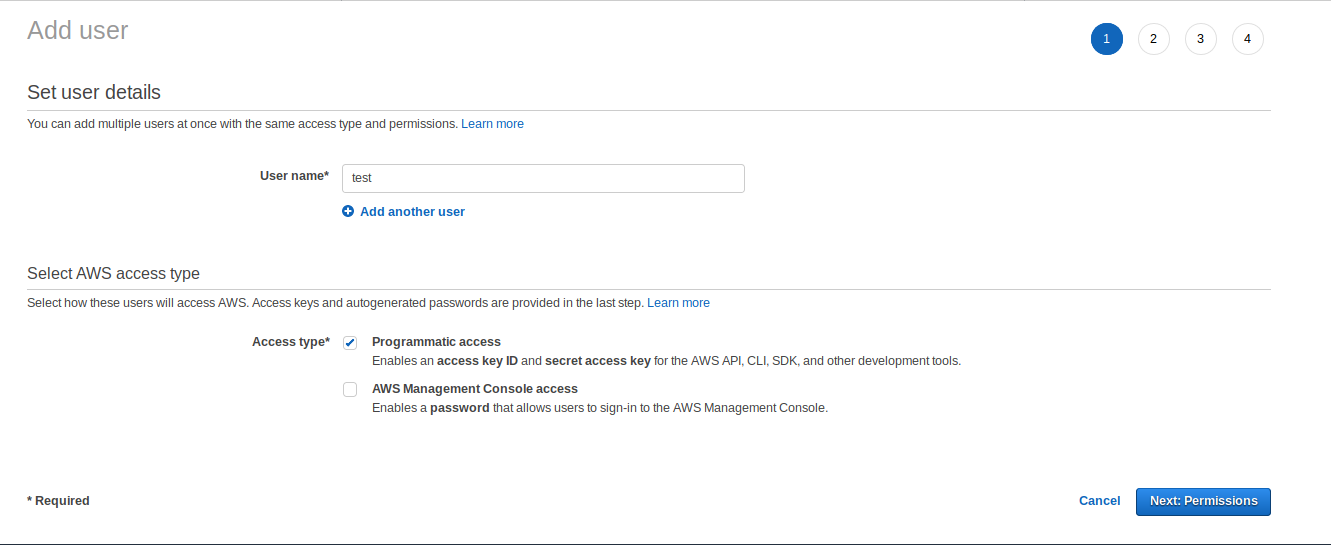 Add user
1 2 3 4
Set user details
You can add multiple users at once with the same access type and permissions. Learn more
User name* test
Add another user
Select AWS access type
Select how these users will access AWS. Access keys and autogenerated passwords are provided in the last step. Learn more
Access type* Programmatic access
Enables an access key ID and secret access key for the AWS API, CLI, SDK, and other development tools.
AWS Management Console access
Enables a password that allows users to sign-in to the AWS Management Console.
* Required Cancel Next: Permissions